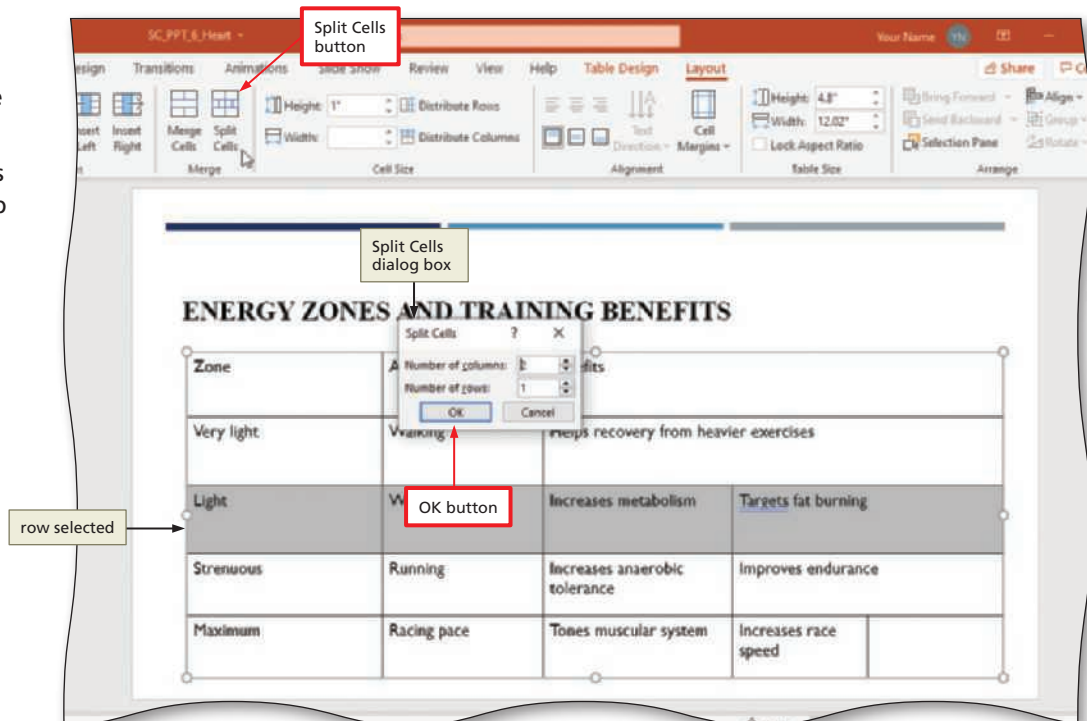 SC_PPT_6_Heart
Split Cells
button
Your Name YN
esign Transitions Animations Slide Show Review View Help Table Design Layout Share
Insert
Left
Insert
Right
Merge
Cells
Split
Cells
Height: 1"
Width:
Distribute Rows
Distribute Columns
Text
Direction
Cell
Margins
Height: 4.8"
Width: 12.02"
Lock Aspect Ratio
Bring Forward
Send Backward
Selection Pane
Align
Group
Rotate
Merge Cell Size Alignment Table Size Arrange
Split Cells
dialog box
ENERGY ZONES AND TRAINING BENEFITS
Split Cells ? X
Number of columns:
Number of rows: 1
OK Cancel
Zone A fits
Very light Walking Helps recovery from heavier exercises
Light W Increases metabolism Targets fat burning
OK button
row selected
Strenuous Running Increases anaerobic
tolerance Improves endurance
Maximum Racing pace Tones muscular system Increases race
speed